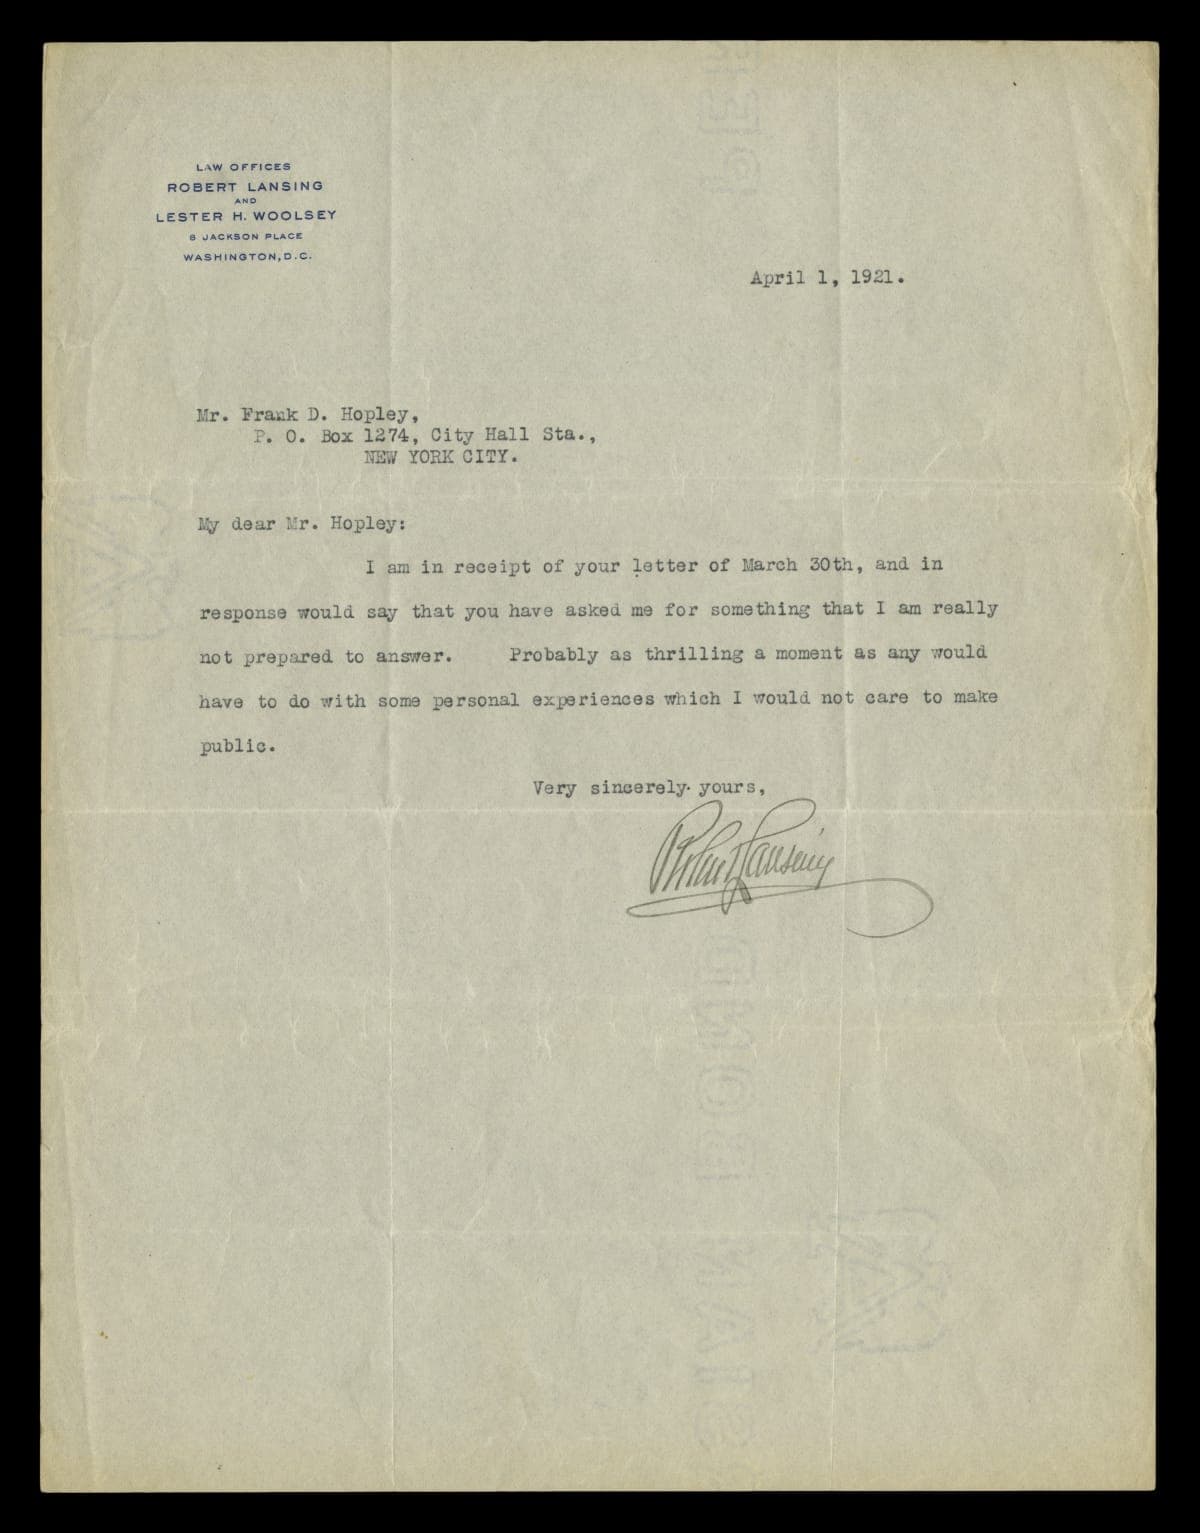 LAW OFFICES
ROBERT LANSING
AND
LESTER H. WOOLSEY
6 JACKSON PLACE
WASHINGTON, D.C.
April 1, 1921.
Mr. Frank D. Hopley,
P. O. Box 1274, City Hall Sta.,
NEW YORK CITY.
My dear Mr. Hopley:
I am in receipt of your letter of March 30th, and in
response would say that you have asked me for something that I am really
not prepared to answer. Probably as thrilling a moment as any would
have to do with some personal experiences which I would not care to make
public.
Very sincerely yours,
Robert Lansing